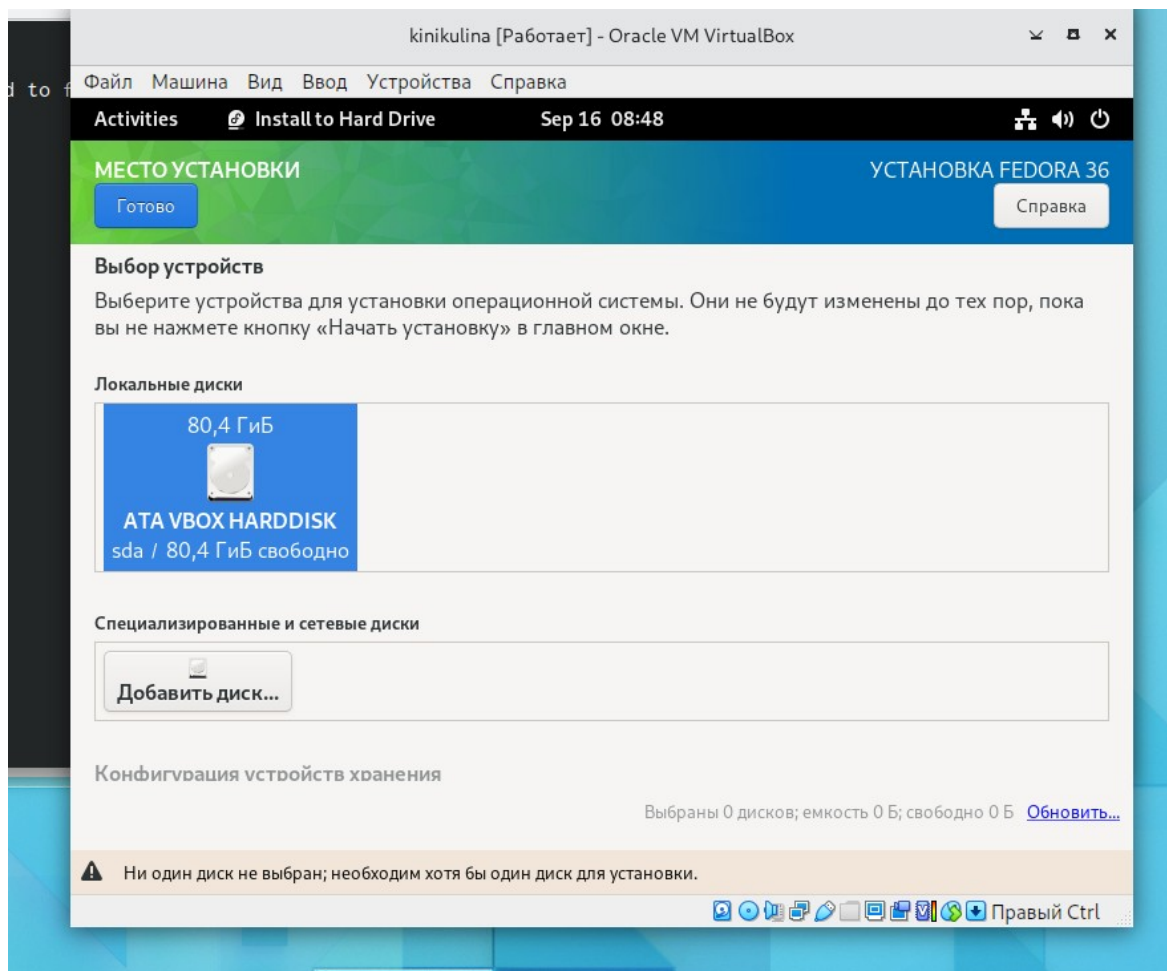 kinikulina [Работает] - Oracle VM VirtualBox
d to f
Файл Машина Вид Ввод Устройства Справка
Activities Install to Hard Drive Sep 16 08:48
МЕСТО УСТАНОВКИ УСТАНОВКА FEDORA 36
Готово Справка
Выбор устройств
Выберите устройства для установки операционной системы. Они не будут изменены до тех пор, пока
вы не нажмете кнопку «Начать установку» в главном окне.
Локальные диски
80,4 ГиБ
ATA VBOX HARDDISK
sda / 80,4 ГиБ свободно
Специализированные и сетевые диски
Добавить диск...
Конфигурация устройств хранения
Выбраны 0 дисков; емкость 0 Б; свободно 0 Б Обновить...
Ни один диск не выбран; необходим хотя бы один диск для установки.
Правый Ctrl